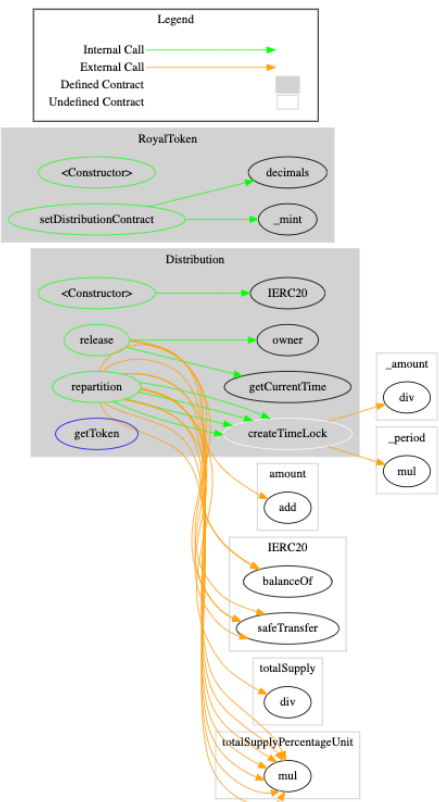 Legend
Internal Call
External Call
Defined Contract
Undefined Contract
RoyalToken
<Constructor>
decimals
setDistributionContract
_mint
Distribution
<Constructor>
IERC20
release
owner
repartition
getCurrentTime
getToken
createTimeLock
_amount
div
_period
mul
amount
add
IERC20
balanceOf
safeTransfer
totalSupply
div
totalSupplyPercentageUnit
mul